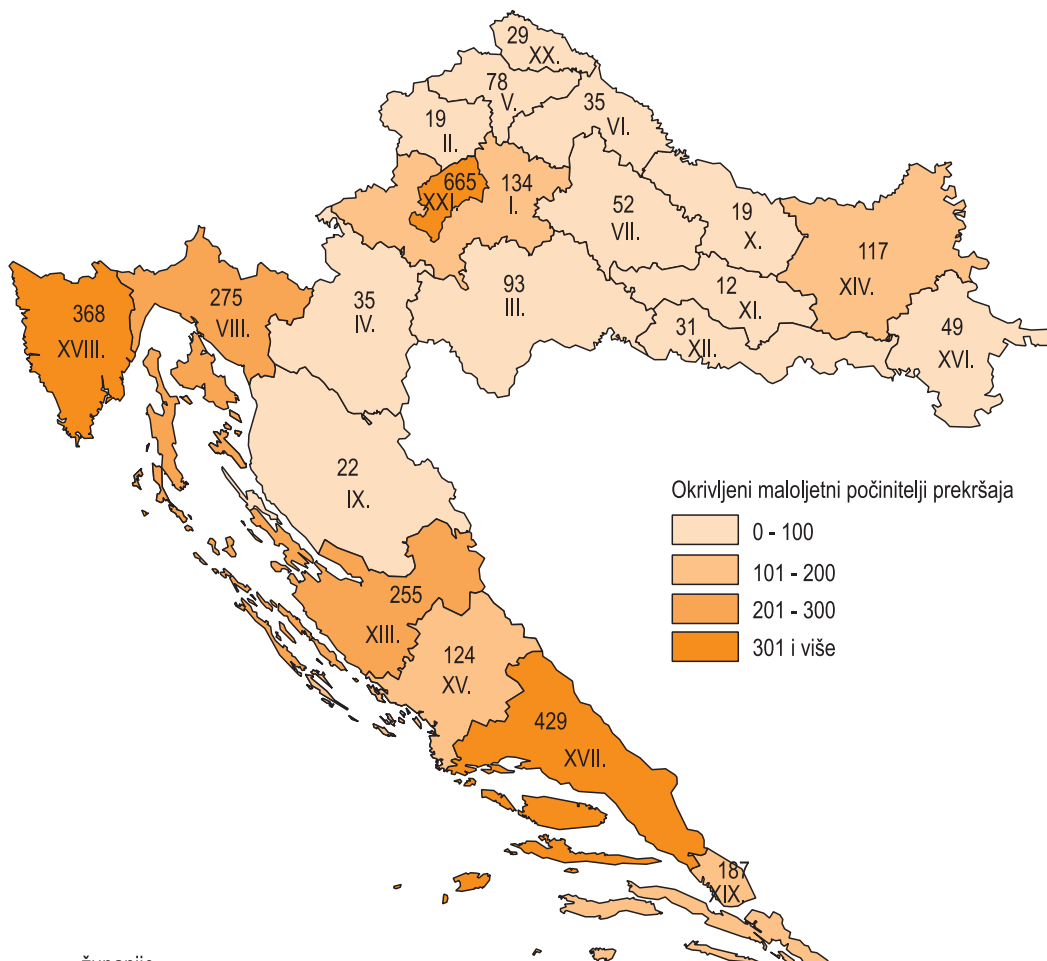 29
XX.
78
V.
35
VI.
19
II.
665
XXI.
134
I.
52
VII.
19
X.
117
XIV.
368
XVIII.
275
VIII.
35
IV.
93
III.
12
XI.
31
XII.
49
XVI.
22
IX.
Okrivljeni maloljetni počinitelji prekršaja
0 - 100
101 - 200
201 - 300
301 i više
255
XIII.
124
XV.
429
XVII.
187
XIX.